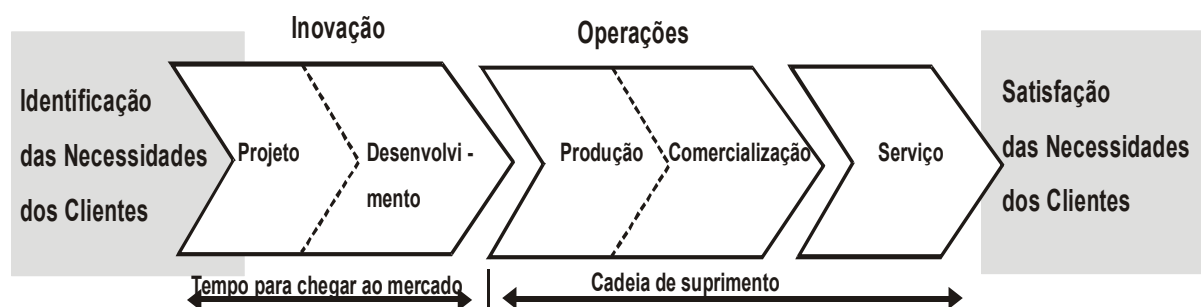 Inovação
Operações
Identificação
das Necessidades
dos Clientes
Projeto
Desenvolvi -
mento
Produção
Comercialização
Serviço
Satisfação
das Necessidades
dos Clientes
Tempo para chegar ao mercado
Cadeia de suprimento